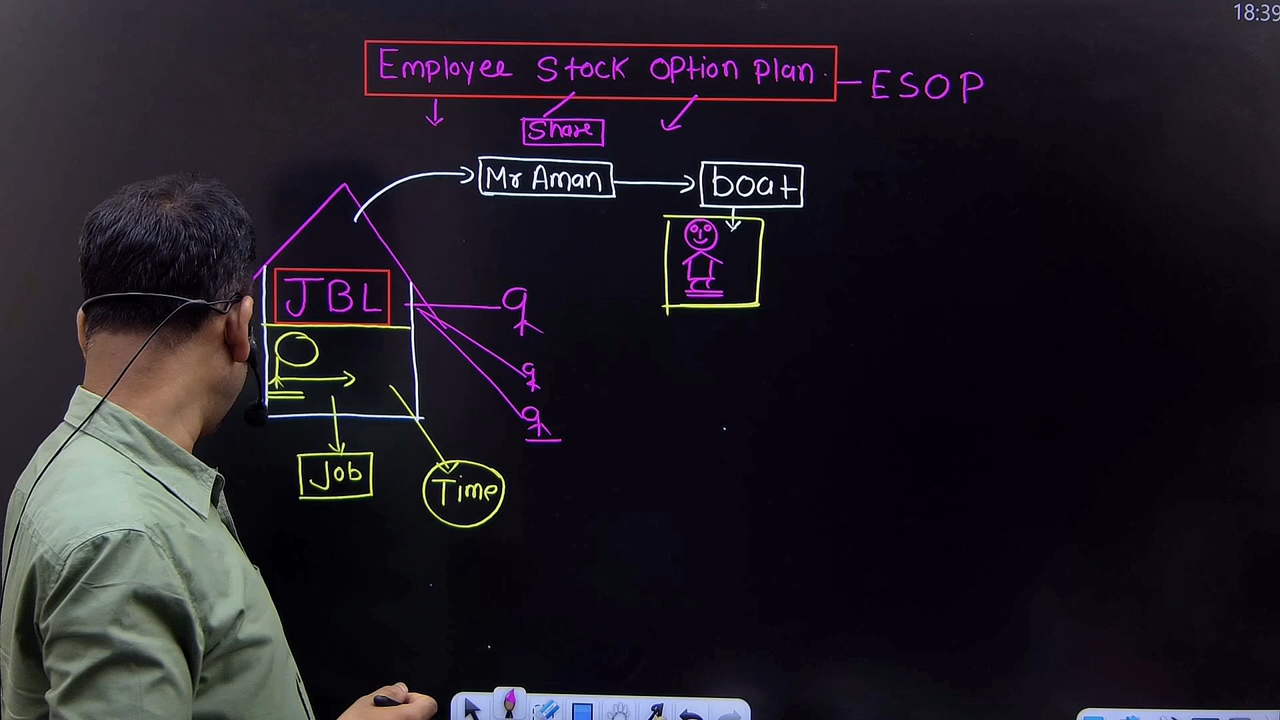 18:39
Employee Stock Option Plan - ESOP
Share
Mr Aman
boat
JBL
Job
Time